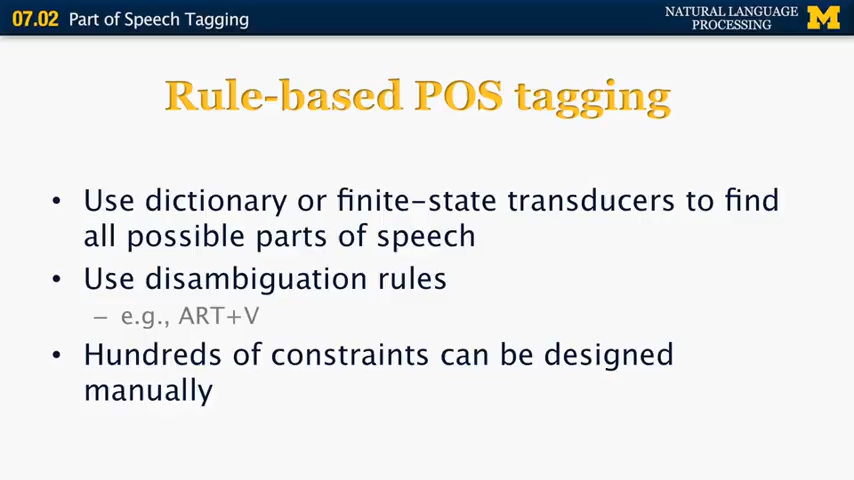 07.02 Part of Speech Tagging
NATURAL LANGUAGE
PROCESSING
M
Rule-based POS tagging
• Use dictionary or finite-state transducers to find
all possible parts of speech
• Use disambiguation rules
– e.g., ART+V
• Hundreds of constraints can be designed
manually